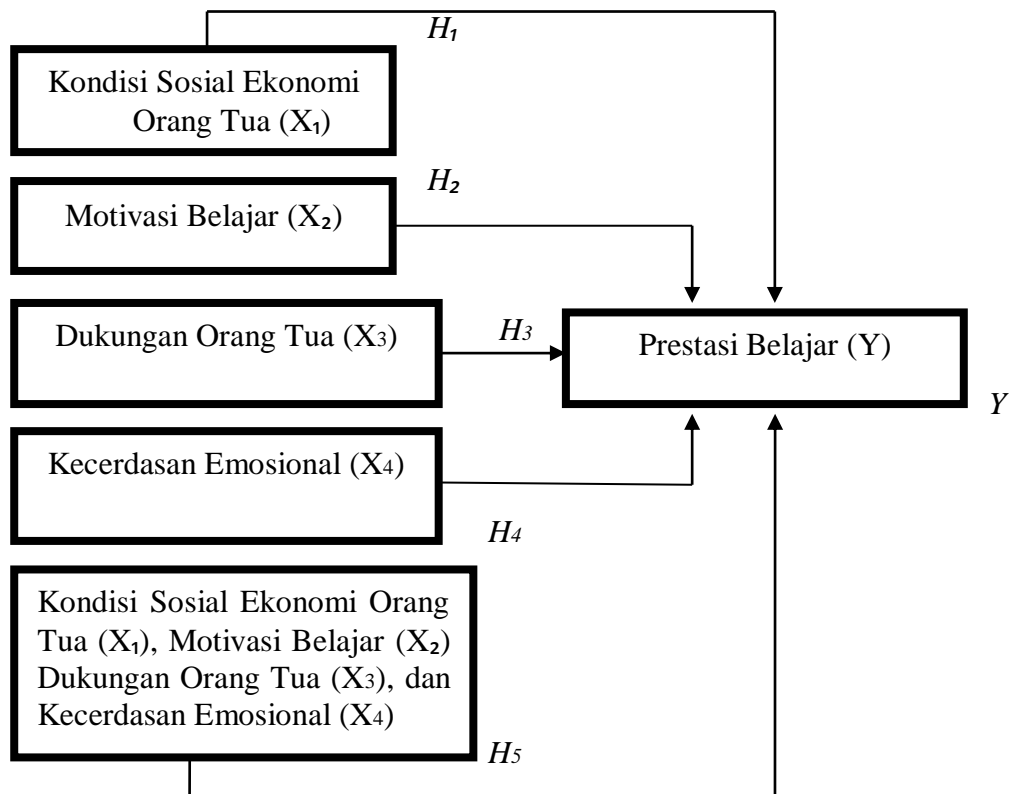 H₁
Kondisi Sosial Ekonomi
Orang Tua (X₁)
H₂
Motivasi Belajar (X₂)
Dukungan Orang Tua (X3)
H3
Prestasi Belajar (Y)
Y
Kecerdasan Emosional (X4)
H4
Kondisi Sosial Ekonomi Orang
Tua (X₁), Motivasi Belajar (X₂)
Dukungan Orang Tua (X3), dan
Kecerdasan Emosional (X4)
H5